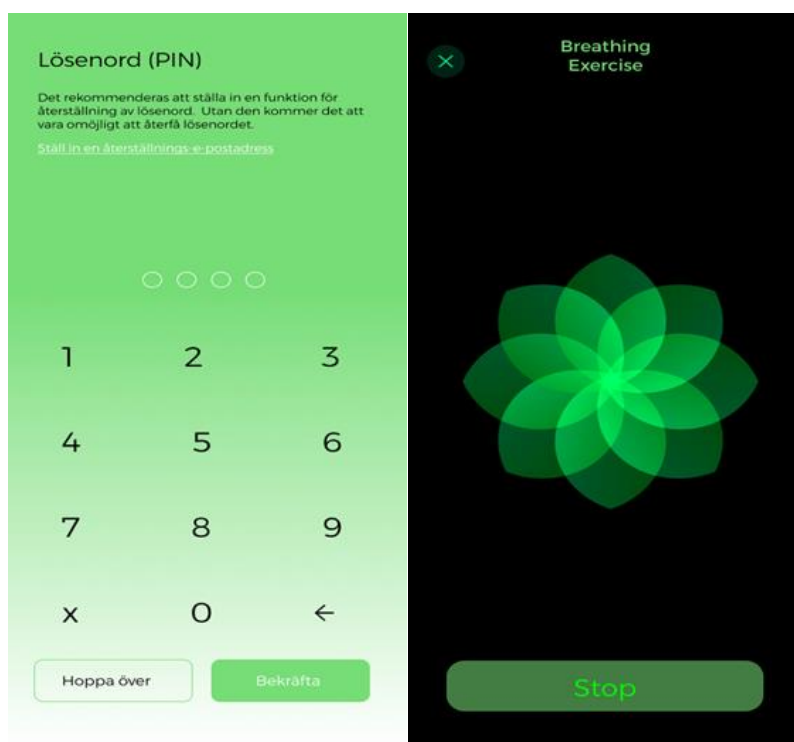 Lösenord (PIN)
Det rekommenderas att ställa in en funktion för
återställning av lösenord. Utan den kommer det att
vara omöjligt att återfå lösenordet.
Ställ in en återställnings-e-postadress
1 2 3
4 5 6
7 8 9
x 0 ←
Hoppa över Bekräfta
Breathing
Exercise
Stop